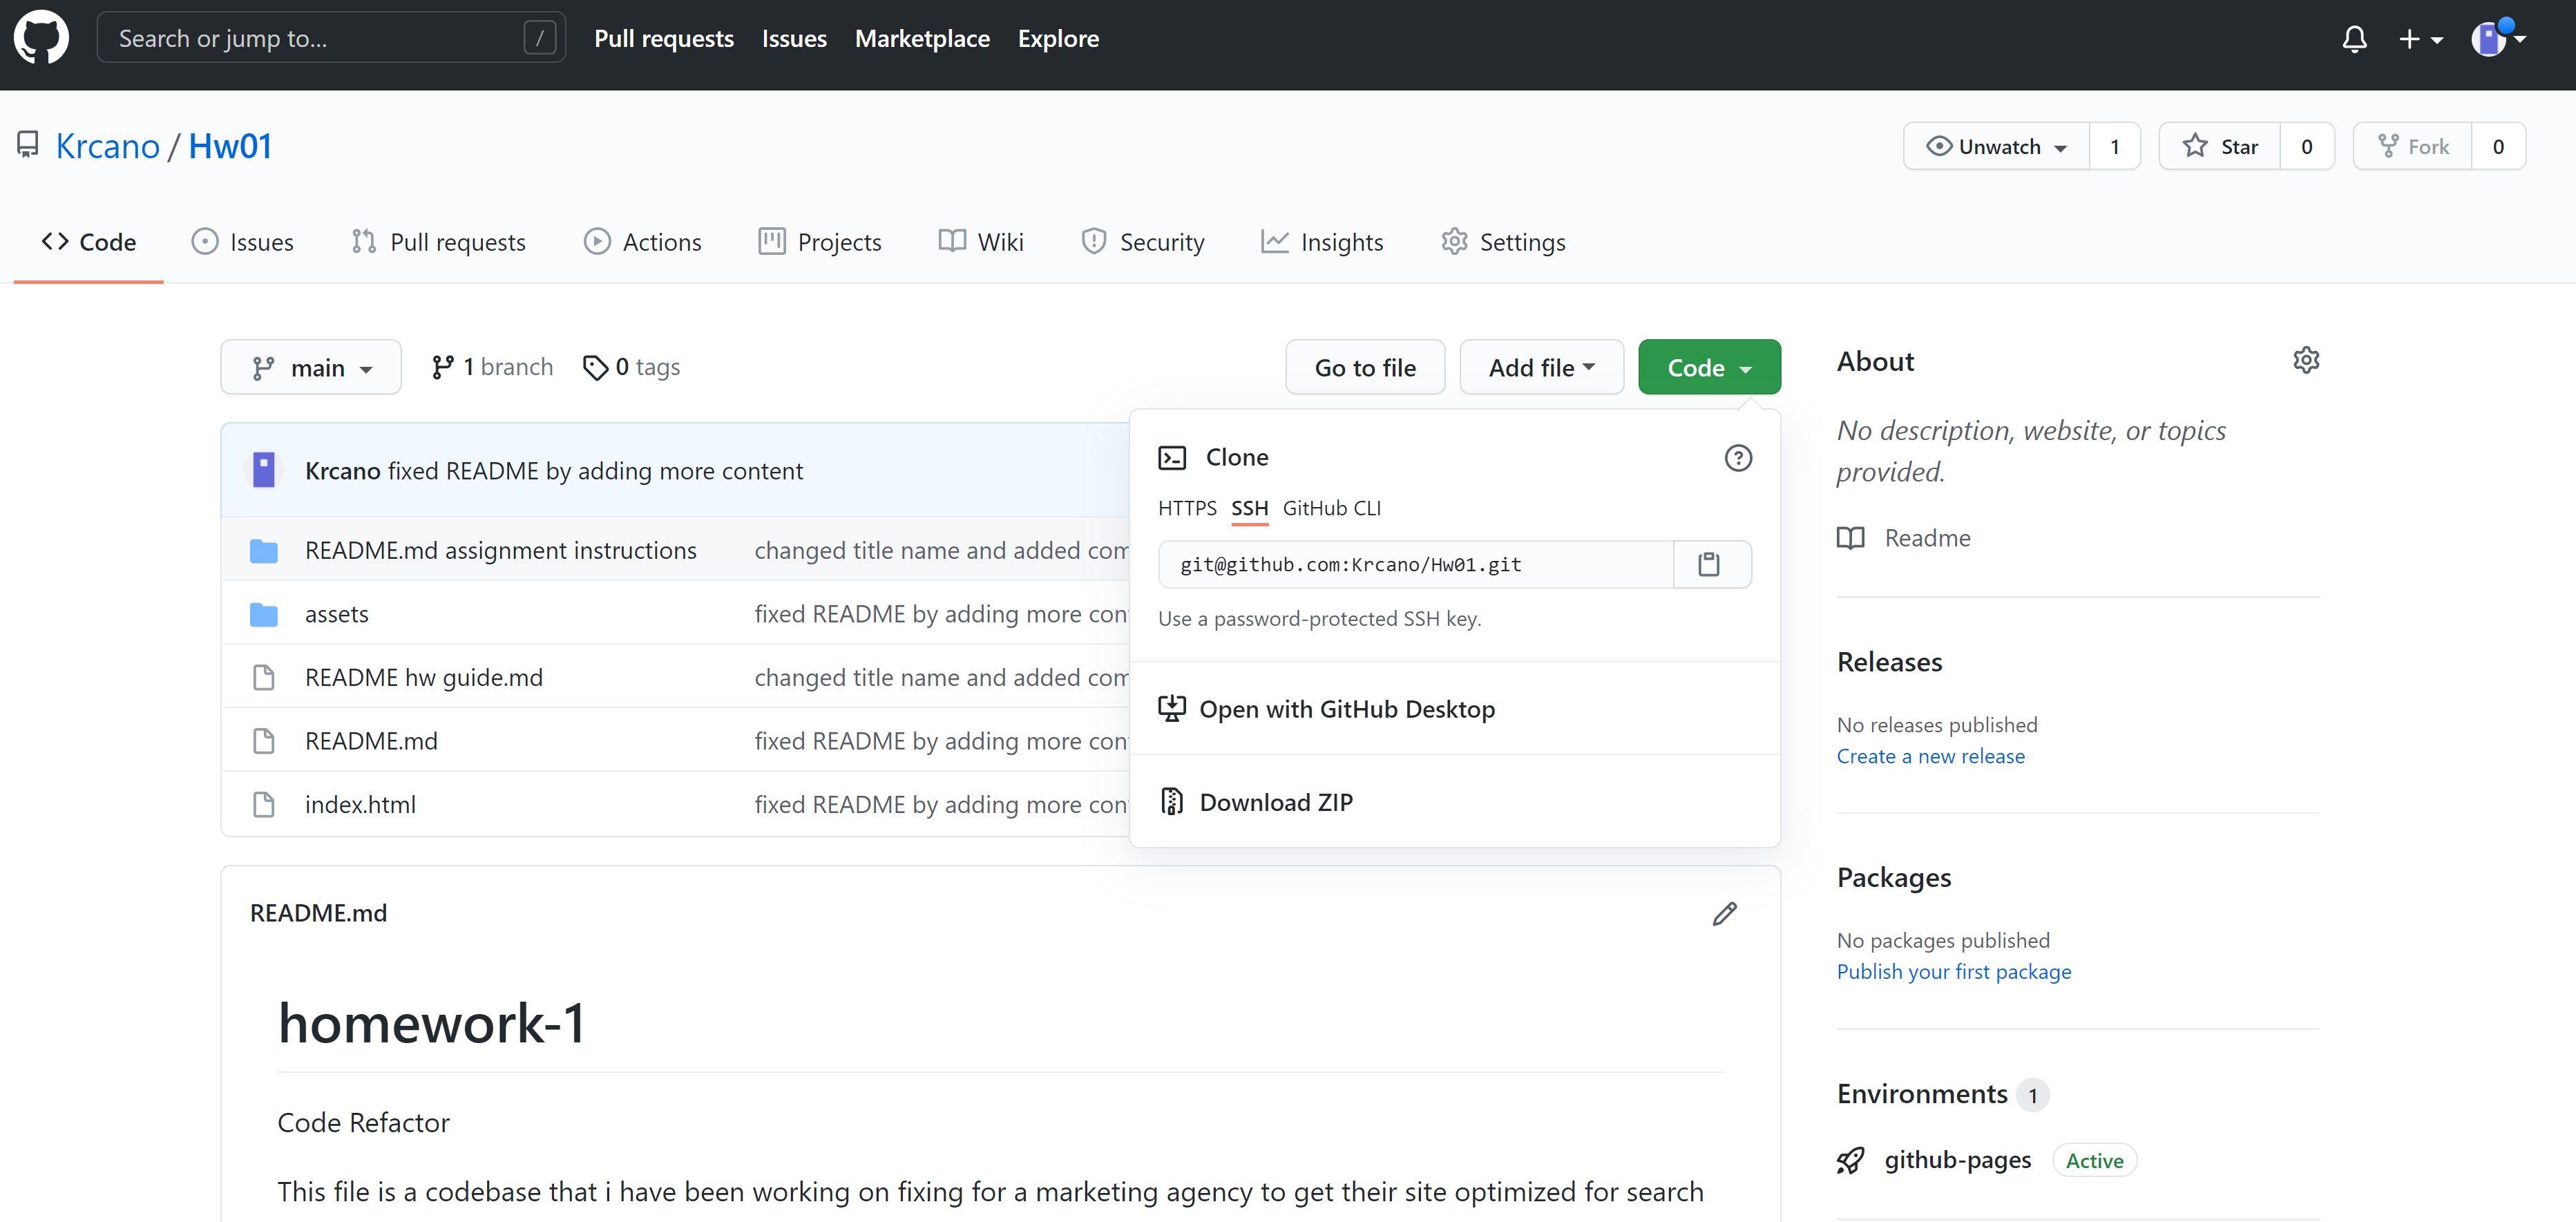 Search or jump to... /
Pull requests Issues Marketplace Explore
Krcano / Hw01
Unwatch 1 Star 0 Fork 0
Code Issues Pull requests Actions Projects Wiki Security Insights Settings
main 1 branch 0 tags Go to file Add file Code
Krcano fixed README by adding more content
README.md assignment instructions changed title name and added com
assets fixed README by adding more con
README hw guide.md changed title name and added com
README.md fixed README by adding more con
index.html fixed README by adding more con
Clone
HTTPS SSH GitHub CLI
git@github.com:Krcano/Hw01.git
Use a password-protected SSH key.
Open with GitHub Desktop
Download ZIP
README.md
homework-1
Code Refactor
This file is a codebase that i have been working on fixing for a marketing agency to get their site optimized for search
About
No description, website, or topics
provided.
Readme
Releases
No releases published
Create a new release
Packages
No packages published
Publish your first package
Environments 1
github-pages Active